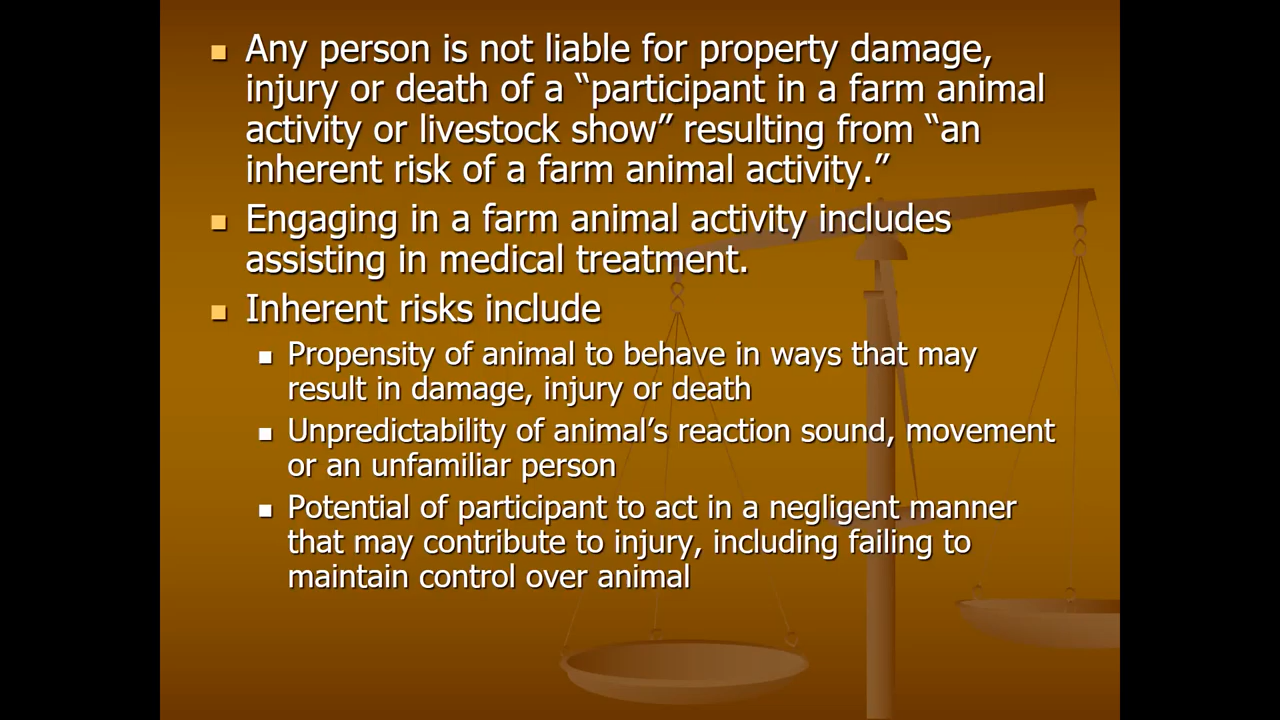 Any person is not liable for property damage,
injury or death of a “participant in a farm animal
activity or livestock show” resulting from “an
inherent risk of a farm animal activity.”
Engaging in a farm animal activity includes
assisting in medical treatment.
Inherent risks include
Propensity of animal to behave in ways that may
result in damage, injury or death
Unpredictability of animal’s reaction sound, movement
or an unfamiliar person
Potential of participant to act in a negligent manner
that may contribute to injury, including failing to
maintain control over animal